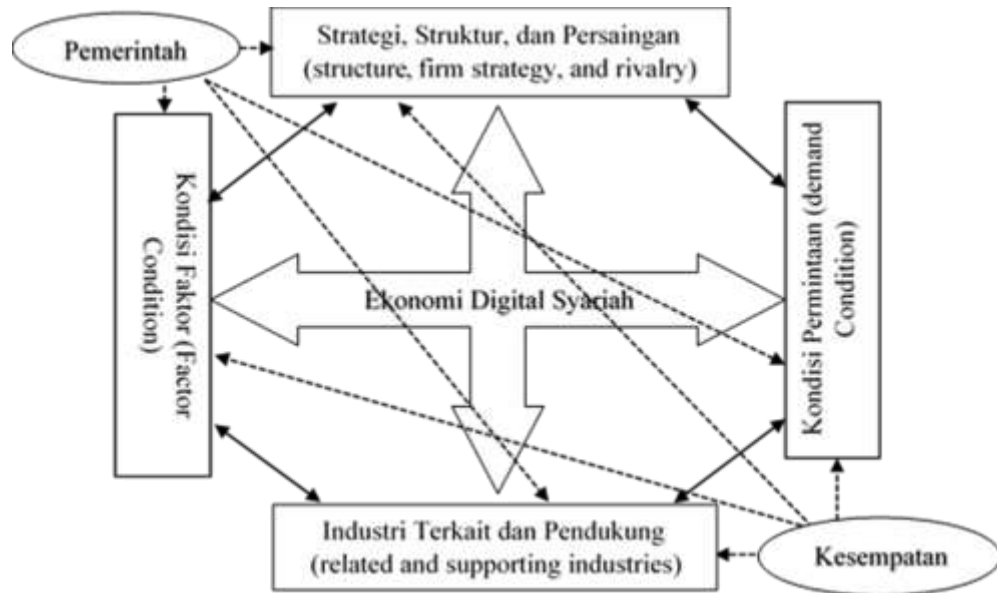 Pemerintah
Strategi, Struktur, dan Persaingan
(structure, firm strategy, and rivalry)
Kondisi Faktor (Factor
Condition)
Ekonomi Digital Syariah
Kondisi Permintaan (demand
Condition)
Industri Terkait dan Pendukung
(related and supporting industries)
Kesempatan